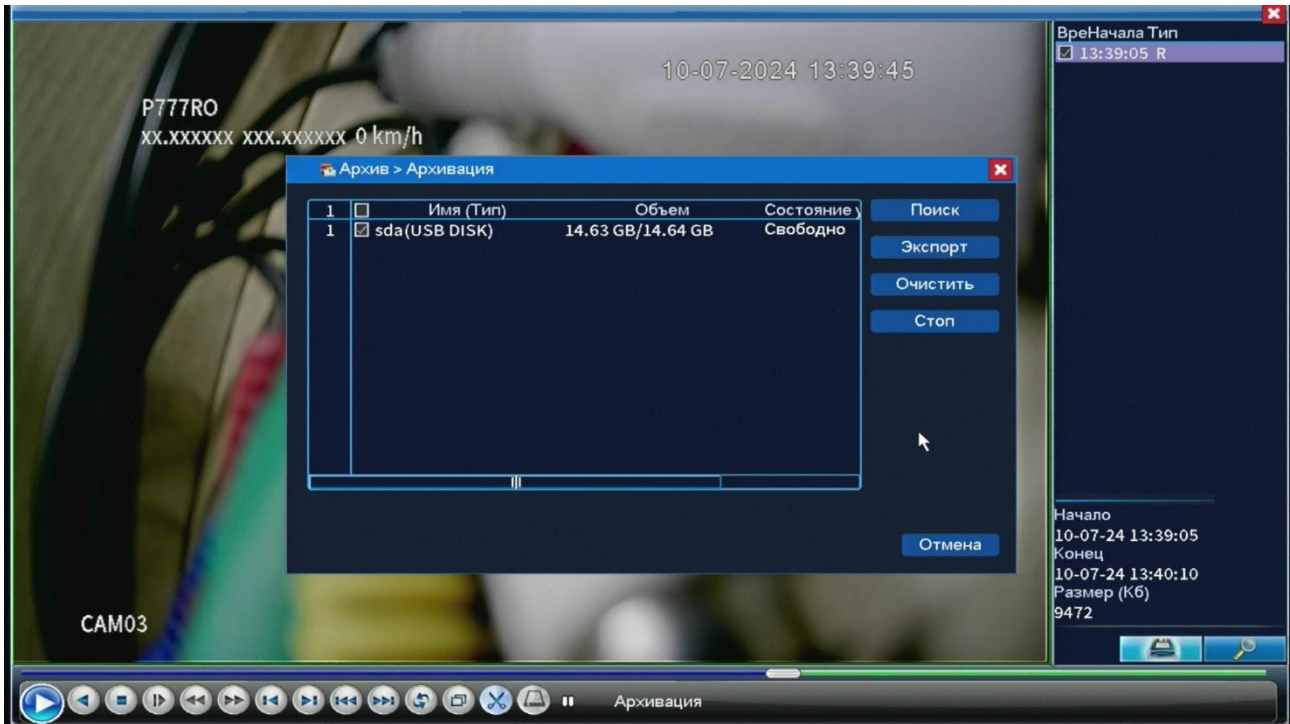 ВреНачала Тип
13:39:05 R
10-07-2024 13:39:45
P777RO
xx.xxxxxx xxx.xxxxxx 0 km/h
Архив > Архивация
1 Имя (Тип) Объем Состояние у
1 sda(USB DISK) 14.63 GB/14.64 GB Свободно
Поиск
Экспорт
Очистить
Стоп
Отмена
Начало
10-07-24 13:39:05
Конец
10-07-24 13:40:10
Размер (Кб)
9472
CAM03
Архивация